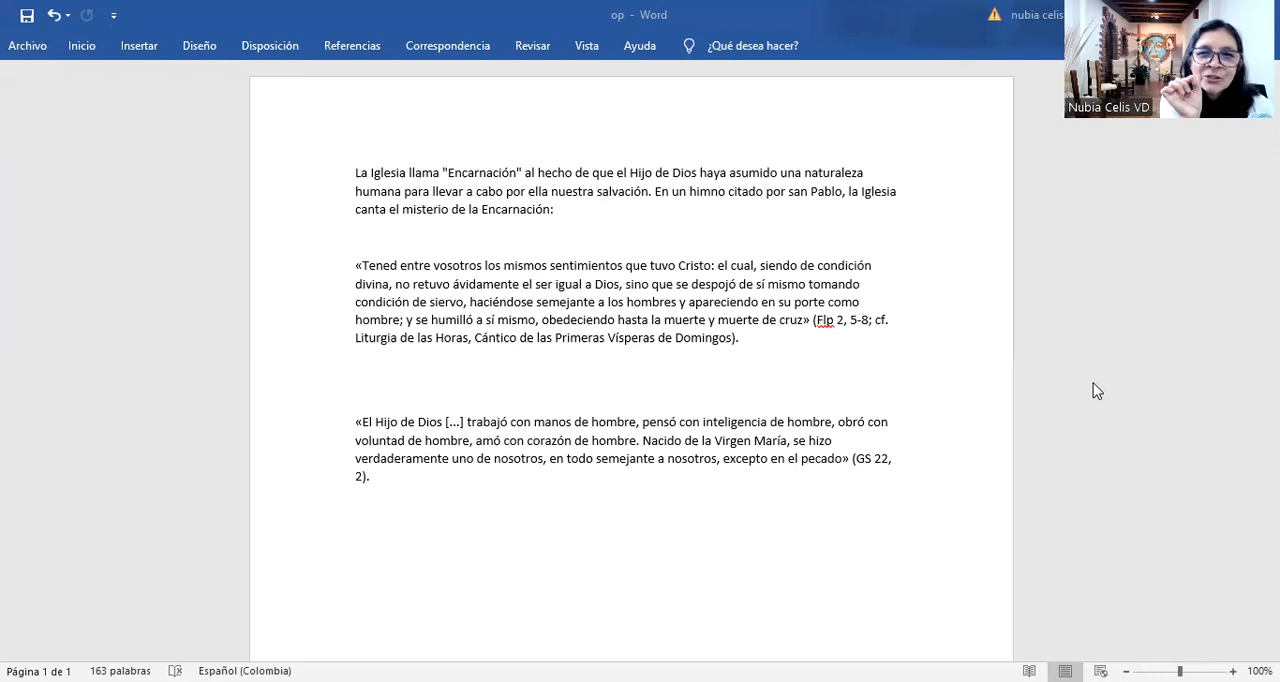 op - Word
nubia celis
Archivo Inicio Insertar Diseño Disposición Referencias Correspondencia Revisar Vista Ayuda ¿Qué desea hacer?
Nubia Celis VD
La Iglesia llama "Encarnación" al hecho de que el Hijo de Dios haya asumido una naturaleza
humana para llevar a cabo por ella nuestra salvación. En un himno citado por san Pablo, la Iglesia
canta el misterio de la Encarnación:
«Tened entre vosotros los mismos sentimientos que tuvo Cristo: el cual, siendo de condición
divina, no retuvo ávidamente el ser igual a Dios, sino que se despojó de sí mismo tomando
condición de siervo, haciéndose semejante a los hombres y apareciendo en su porte como
hombre; y se humilló a sí mismo, obedeciendo hasta la muerte y muerte de cruz» (Flp 2, 5-8; cf.
Liturgia de las Horas, Cántico de las Primeras Vísperas de Domingos).
«El Hijo de Dios [...] trabajó con manos de hombre, pensó con inteligencia de hombre, obró con
voluntad de hombre, amó con corazón de hombre. Nacido de la Virgen María, se hizo
verdaderamente uno de nosotros, en todo semejante a nosotros, excepto en el pecado» (GS 22,
2).
Página 1 de 1 163 palabras Español (Colombia) 100%